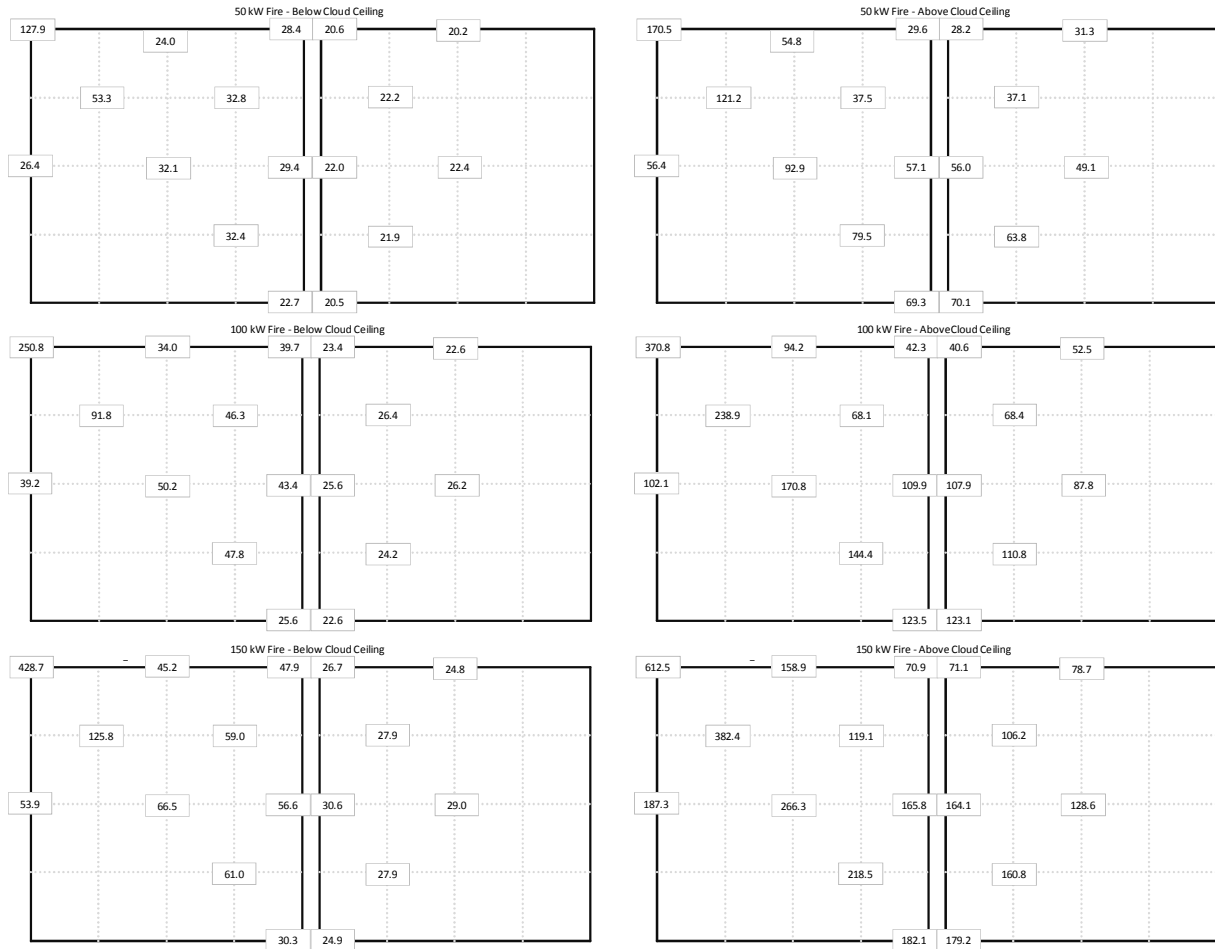 50 kW Fire - Below Cloud Ceiling
127.9 24.0 28.4 20.6 20.2
53.3 32.8 22.2
26.4 32.1 29.4 22.0 22.4
32.4 21.9
22.7 20.5
50 kW Fire - Above Cloud Ceiling
170.5 54.8 29.6 28.2 31.3
121.2 37.5 37.1
56.4 92.9 57.1 56.0 49.1
79.5 63.8
69.3 70.1
100 kW Fire - Below Cloud Ceiling
250.8 34.0 39.7 23.4 22.6
91.8 46.3 26.4
39.2 50.2 43.4 25.6 26.2
47.8 24.2
25.6 22.6
100 kW Fire - AboveCloud Ceiling
370.8 94.2 42.3 40.6 52.5
238.9 68.1 68.4
102.1 170.8 109.9 107.9 87.8
144.4 110.8
123.5 123.1
150 kW Fire - Below Cloud Ceiling
428.7 45.2 47.9 26.7 24.8
125.8 59.0 27.9
53.9 66.5 56.6 30.6 29.0
61.0 27.9
30.3 24.9
150 kW Fire - Above Cloud Ceiling
612.5 158.9 70.9 71.1 78.7
382.4 119.1 106.2
187.3 266.3 165.8 164.1 128.6
218.5 160.8
182.1 179.2